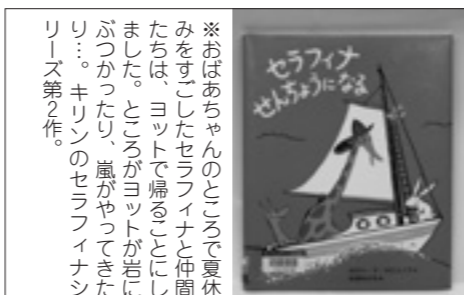 ※おばあちゃんのところで夏休
みをすごしたセラフィナと仲間
たちは、ヨットで帰ることにし
ました。ところがヨットが岩に
ぶつかったり、嵐がやってきた
り…。キリンのセラフィナシ
リーズ第2作。
セラフィナ
せんちょうになる